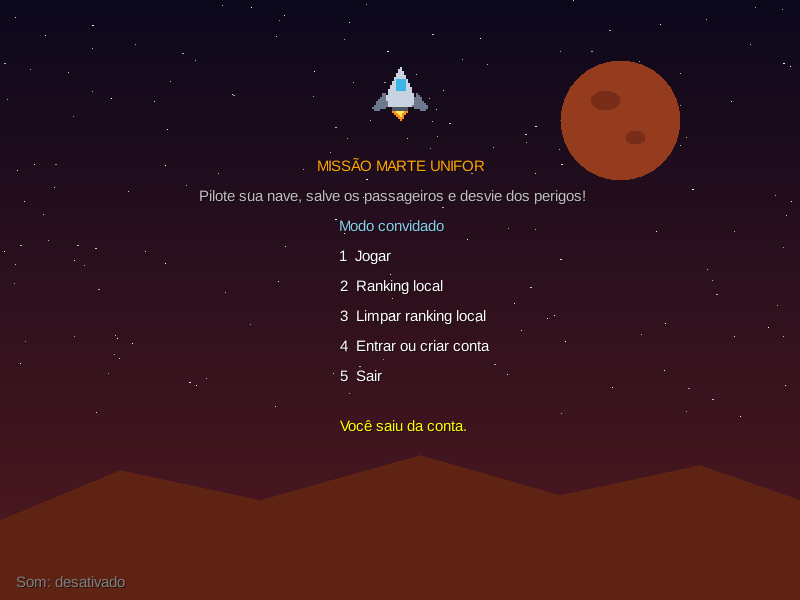 MISSÃO MARTE UNIFOR
Pilote sua nave, salve os passageiros e desvie dos perigos!
Modo convidado
1 Jogar
2 Ranking local
3 Limpar ranking local
4 Entrar ou criar conta
5 Sair
Você saiu da conta.
Som: desativado